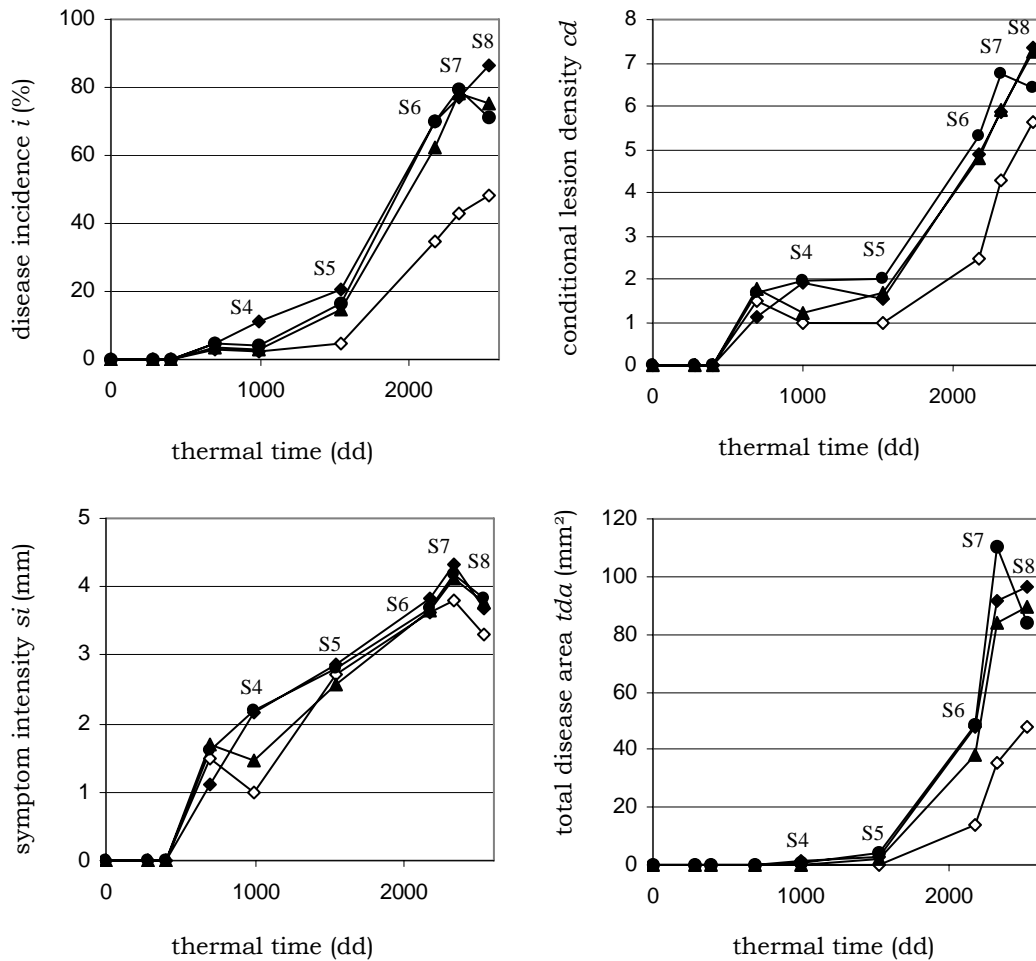 disease incidence i (%)
100
80
60
40
20
0
S4
S5
S6
S7
S8
0 1000 2000
thermal time (dd)
conditional lesion density cd
8
7
6
5
4
3
2
1
0
S4
S5
S6
S7
S8
0 1000 2000
thermal time (dd)
symptom intensity si (mm)
5
4
3
2
1
0
S4
S5
S6
S7
S8
0 1000 2000
thermal time (dd)
total disease area tda (mm²)
120
100
80
60
40
20
0
S4
S5
S6
S7
S8
0 1000 2000
thermal time (dd)